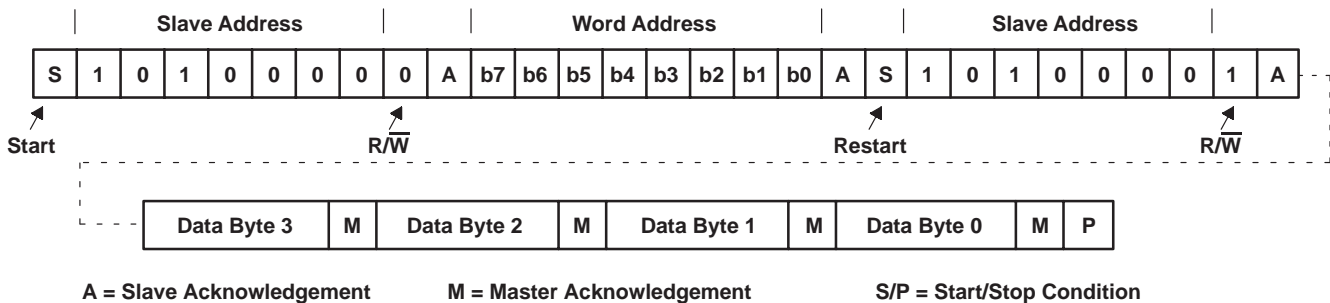 Slave Address Word Address Slave Address
S 1 0 1 0 0 0 0 0 A b7 b6 b5 b4 b3 b2 b1 b0 A S 1 0 1 0 0 0 0 1 A
Start R/W̅ Restart R/W̅
Data Byte 3 M Data Byte 2 M Data Byte 1 M Data Byte 0 M P
A = Slave Acknowledgement M = Master Acknowledgement S/P = Start/Stop Condition